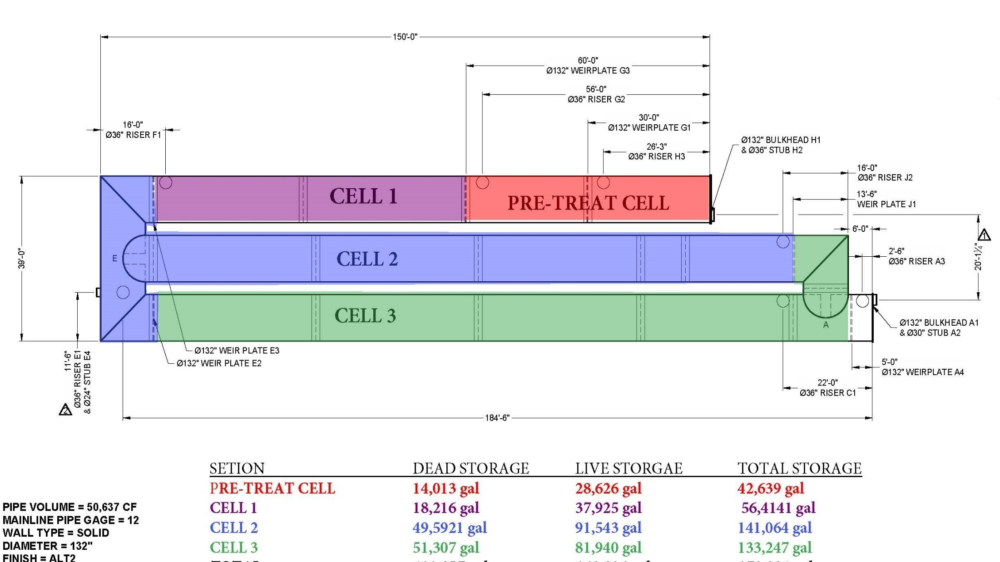 150'-0"
60'-0"
Ø132" WEIRPLATE G3
56'-0"
Ø36" RISER G2
30'-0"
Ø132" WEIRPLATE G1
16'-0"
Ø36" RISER F1
26'-3"
Ø36" RISER H3
Ø132" BULKHEAD H1
& Ø36" STUB H2
16'-0"
Ø36" RISER J2
13'-6"
WEIR PLATE J1
CELL 1
PRE-TREAT CELL
6'-0"
1
20'-1¼"
2'-6"
Ø36" RISER A3
39'-0"
E
CELL 2
CELL 3
A
Ø132" BULKHEAD A1
& Ø30" STUB A2
Ø132" WEIR PLATE E3
Ø132" WEIR PLATE E2
11'-6"
Ø36" RISER E1
& Ø24" STUB E4
2
5'-0"
Ø132" WEIRPLATE A4
22'-0"
Ø36" RISER C1
184'-6"
SETION DEAD STORAGE LIVE STORGAE TOTAL STORAGE
PRE-TREAT CELL 14,013 gal 28,626 gal 42,639 gal
CELL 1 18,216 gal 37,925 gal 56,4141 gal
CELL 2 49,5921 gal 91,543 gal 141,064 gal
CELL 3 51,307 gal 81,940 gal 133,247 gal
PIPE VOLUME = 50,637 CF
MAINLINE PIPE GAGE = 12
WALL TYPE = SOLID
DIAMETER = 132"
FINISH = ALT2